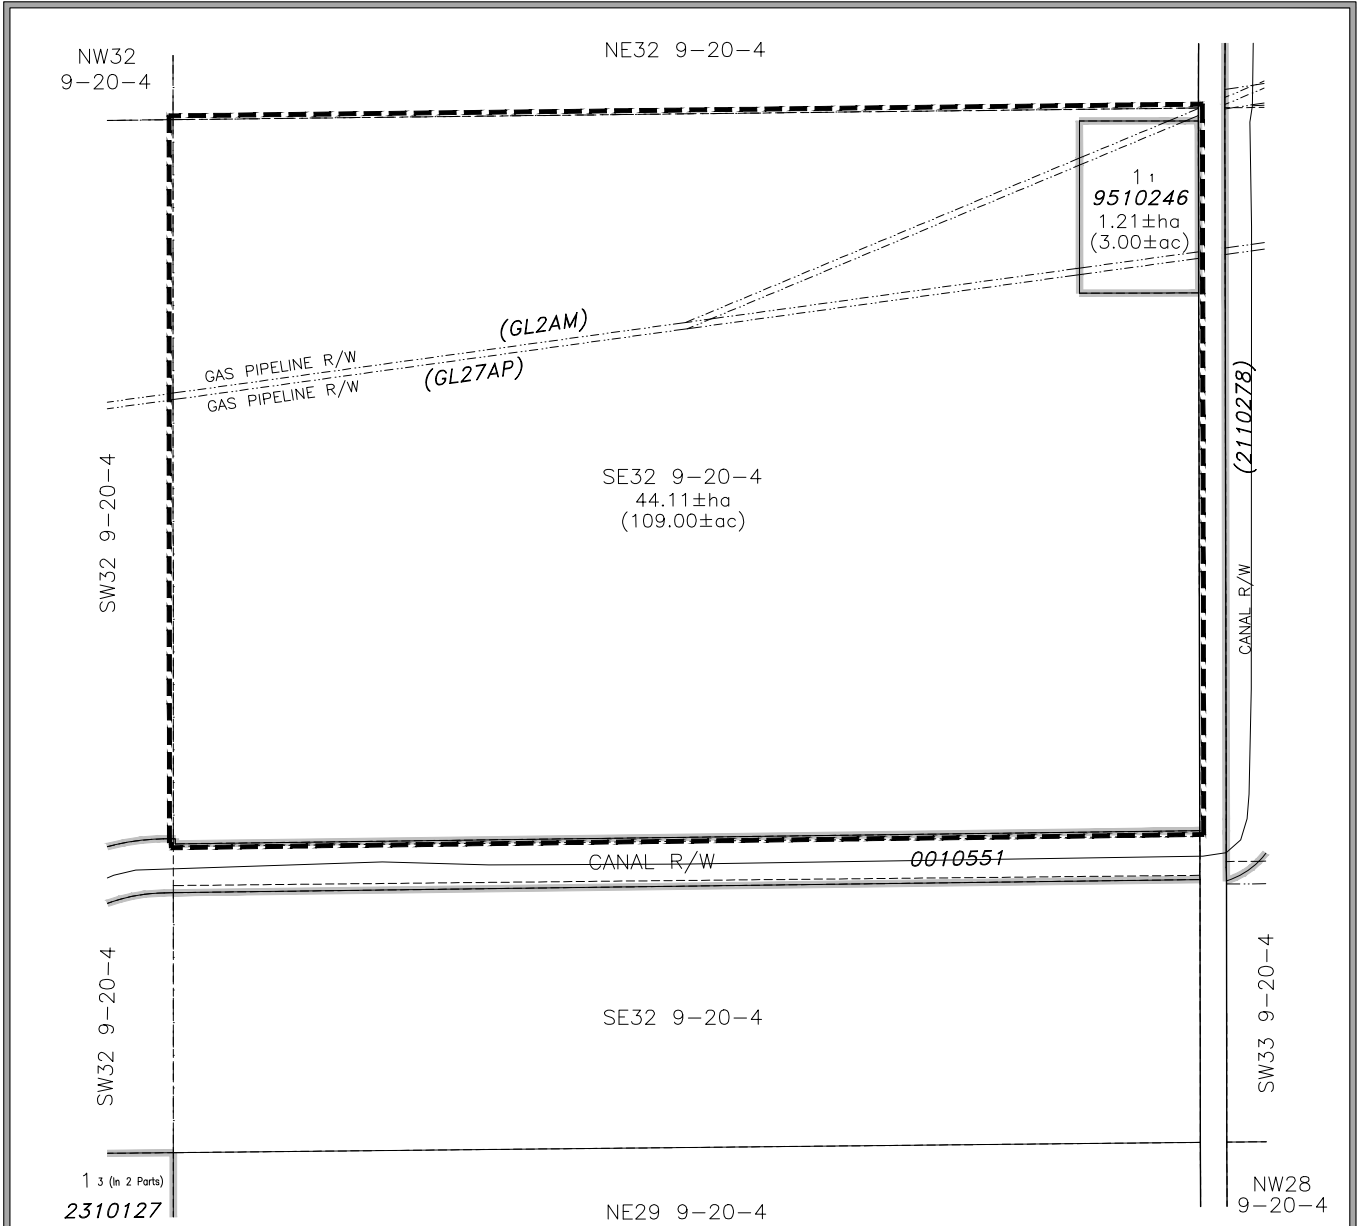 NW32
9-20-4
NE32 9-20-4
1 1
9510246
1.21±ha
(3.00±ac)
(GL2AM)
GAS PIPELINE R/W
(GL27AP)
GAS PIPELINE R/W
(2110278)
SW32 9-20-4
SE32 9-20-4
44.11±ha
(109.00±ac)
CANAL R/W
CANAL R/W 0010551
SW32 9-20-4
SE32 9-20-4
SW33 9-20-4
1 3 (In 2 Parts)
2310127
NE29 9-20-4
NW28
9-20-4